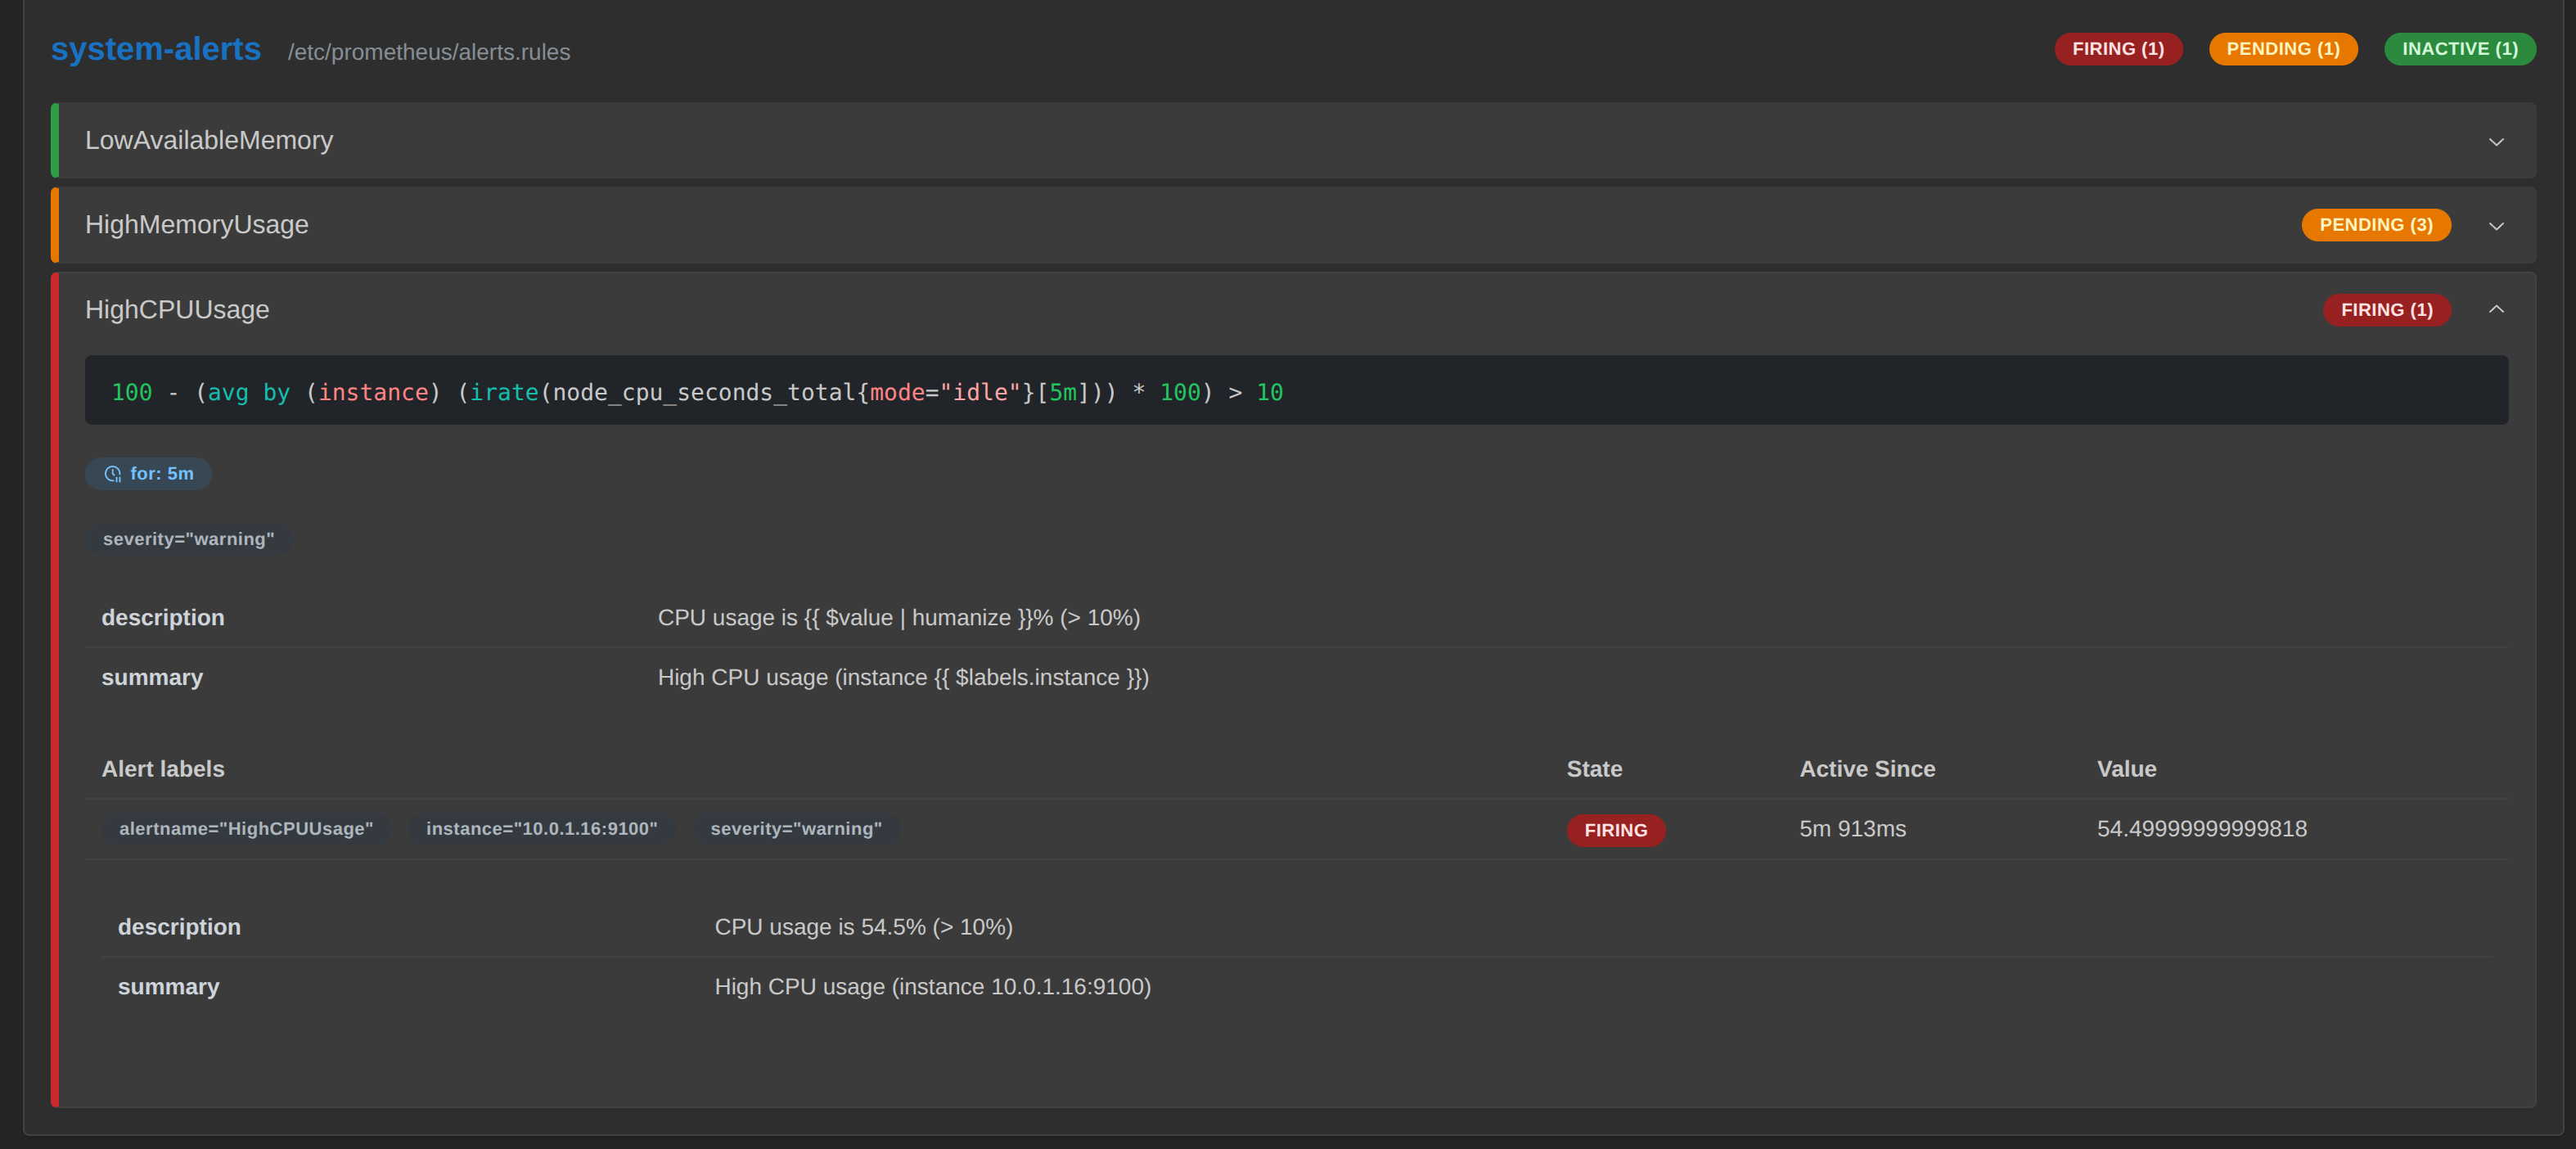 system-alerts /etc/prometheus/alerts.rules FIRING (1) PENDING (1) INACTIVE (1)
LowAvailableMemory
HighMemoryUsage PENDING (3)
HighCPUUsage FIRING (1)
100 - (avg by (instance) (irate(node_cpu_seconds_total{mode="idle"}[5m])) * 100) > 10
for: 5m
severity="warning"
description CPU usage is {{ $value | humanize }}% (> 10%)
summary High CPU usage (instance {{ $labels.instance }})
Alert labels State Active Since Value
alertname="HighCPUUsage" instance="10.0.1.16:9100" severity="warning" FIRING 5m 913ms 54.49999999999818
description CPU usage is 54.5% (> 10%)
summary High CPU usage (instance 10.0.1.16:9100)